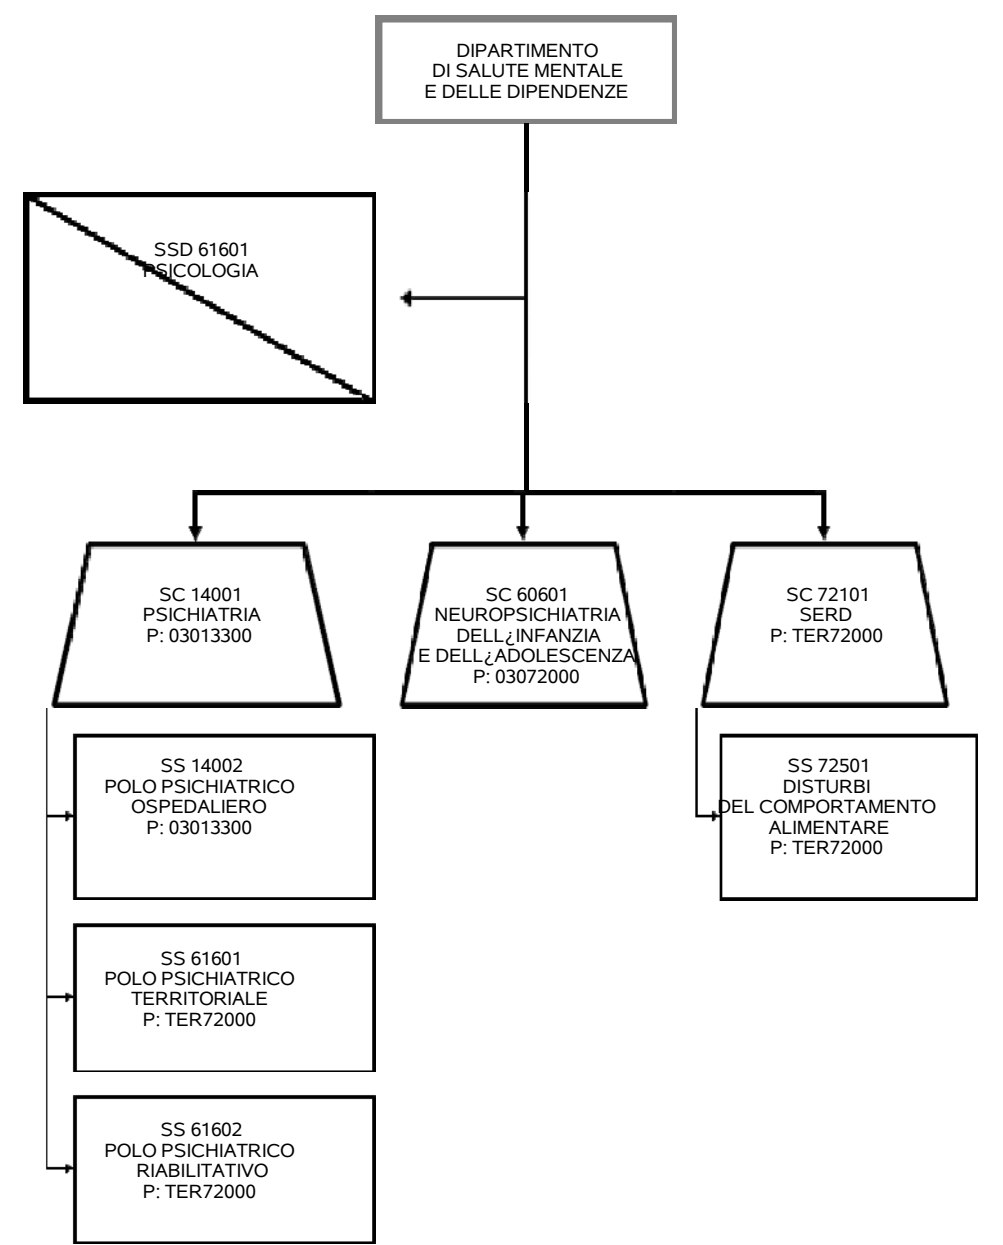 DIPARTIMENTO
DI SALUTE MENTALE
E DELLE DIPENDENZE
SSD 61601
PSICOLOGIA
SC 14001
PSICHIATRIA
P: 03013300
SC 60601
NEUROPSICHIATRIA
DELL¿INFANZIA
E DELL¿ADOLESCENZA
P: 03072000
SC 72101
SERD
P: TER72000
SS 14002
POLO PSICHIATRICO
OSPEDALIERO
P: 03013300
SS 72501
DISTURBI
DEL COMPORTAMENTO
ALIMENTARE
P: TER72000
SS 61601
POLO PSICHIATRICO
TERRITORIALE
P: TER72000
SS 61602
POLO PSICHIATRICO
RIABILITATIVO
P: TER72000